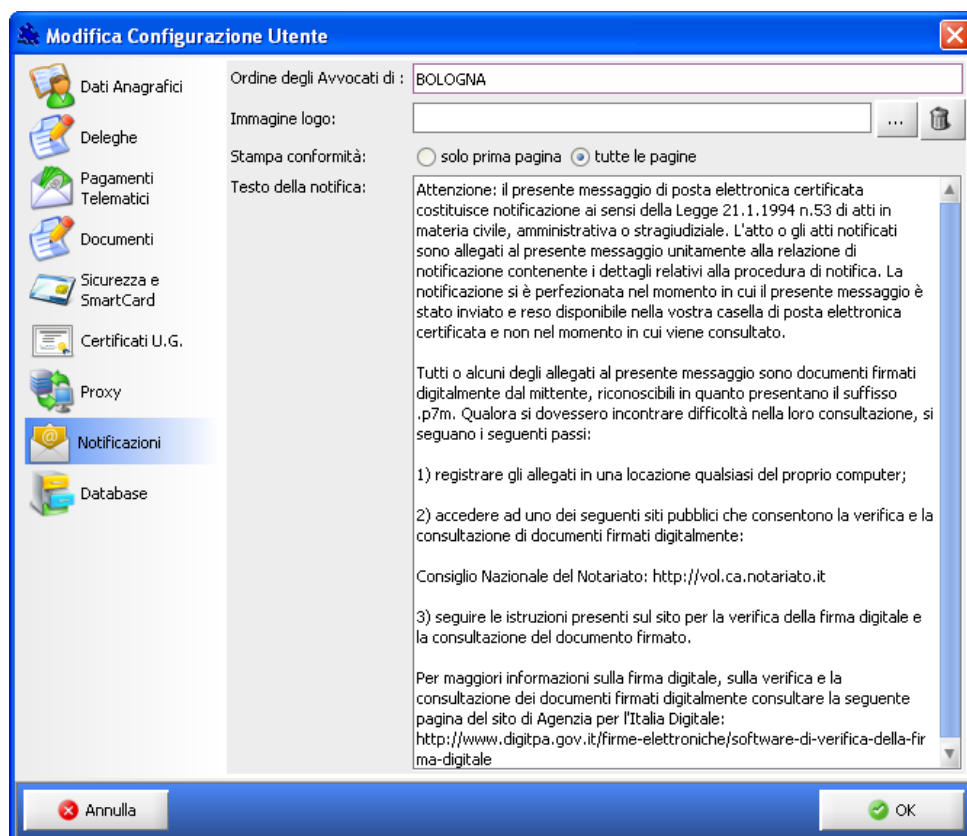 Modifica Configurazione Utente
Dati Anagrafici
Deleghe
Pagamenti
Telematici
Documenti
Sicurezza e
SmartCard
Certificati U.G.
Proxy
Notificazioni
Database
Ordine degli Avvocati di : BOLOGNA
Immagine logo: ...
Stampa conformità: solo prima pagina tutte le pagine
Testo della notifica:
Attenzione: il presente messaggio di posta elettronica certificata
costituisce notificazione ai sensi della Legge 21.1.1994 n.53 di atti in
materia civile, amministrativa o stragiudiziale. L'atto o gli atti notificati
sono allegati al presente messaggio unitamente alla relazione di
notificazione contenente i dettagli relativi alla procedura di notifica. La
notificazione si è perfezionata nel momento in cui il presente messaggio è
stato inviato e reso disponibile nella vostra casella di posta elettronica
certificata e non nel momento in cui viene consultato.
Tutti o alcuni degli allegati al presente messaggio sono documenti firmati
digitalmente dal mittente, riconoscibili in quanto presentano il suffisso
.p7m. Qualora si dovessero incontrare difficoltà nella loro consultazione, si
seguano i seguenti passi:
1) registrare gli allegati in una locazione qualsiasi del proprio computer;
2) accedere ad uno dei seguenti siti pubblici che consentono la verifica e la
consultazione di documenti firmati digitalmente:
Consiglio Nazionale del Notariato: http://vol.ca.notariato.it
3) seguire le istruzioni presenti sul sito per la verifica della firma digitale e
la consultazione del documento firmato.
Per maggiori informazioni sulla firma digitale, sulla verifica e la
consultazione dei documenti firmati digitalmente consultare la seguente
pagina del sito di Agenzia per l'Italia Digitale:
http://www.digitpa.gov.it/firme-elettroniche/software-di-verifica-della-fir
ma-digitale
Annulla
OK